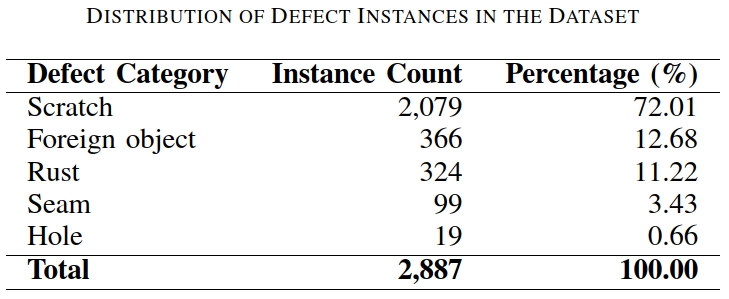 DISTRIBUTION OF DEFECT INSTANCES IN THE DATASET
Defect Category Instance Count Percentage (%)
Scratch 2,079 72.01
Foreign object 366 12.68
Rust 324 11.22
Seam 99 3.43
Hole 19 0.66
Total 2,887 100.00